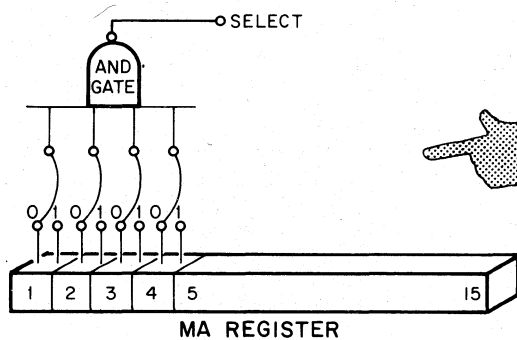 SELECT
AND
GATE
0 1 0 1 0 1 0 1
1 2 3 4 5 15
MA REGISTER